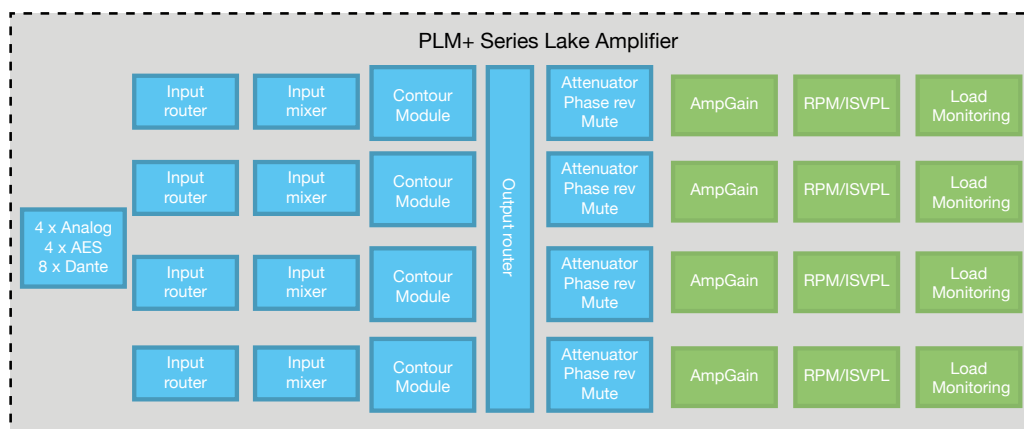 PLM+ Series Lake Amplifier
4 x Analog
4 x AES
8 x Dante
Input
router
Input
mixer
Contour
Module
Output router
Attenuator
Phase rev
Mute
AmpGain
RPM/ISVPL
Load
Monitoring
Input
router
Input
mixer
Contour
Module
Attenuator
Phase rev
Mute
AmpGain
RPM/ISVPL
Load
Monitoring
Input
router
Input
mixer
Contour
Module
Attenuator
Phase rev
Mute
AmpGain
RPM/ISVPL
Load
Monitoring
Input
router
Input
mixer
Contour
Module
Attenuator
Phase rev
Mute
AmpGain
RPM/ISVPL
Load
Monitoring